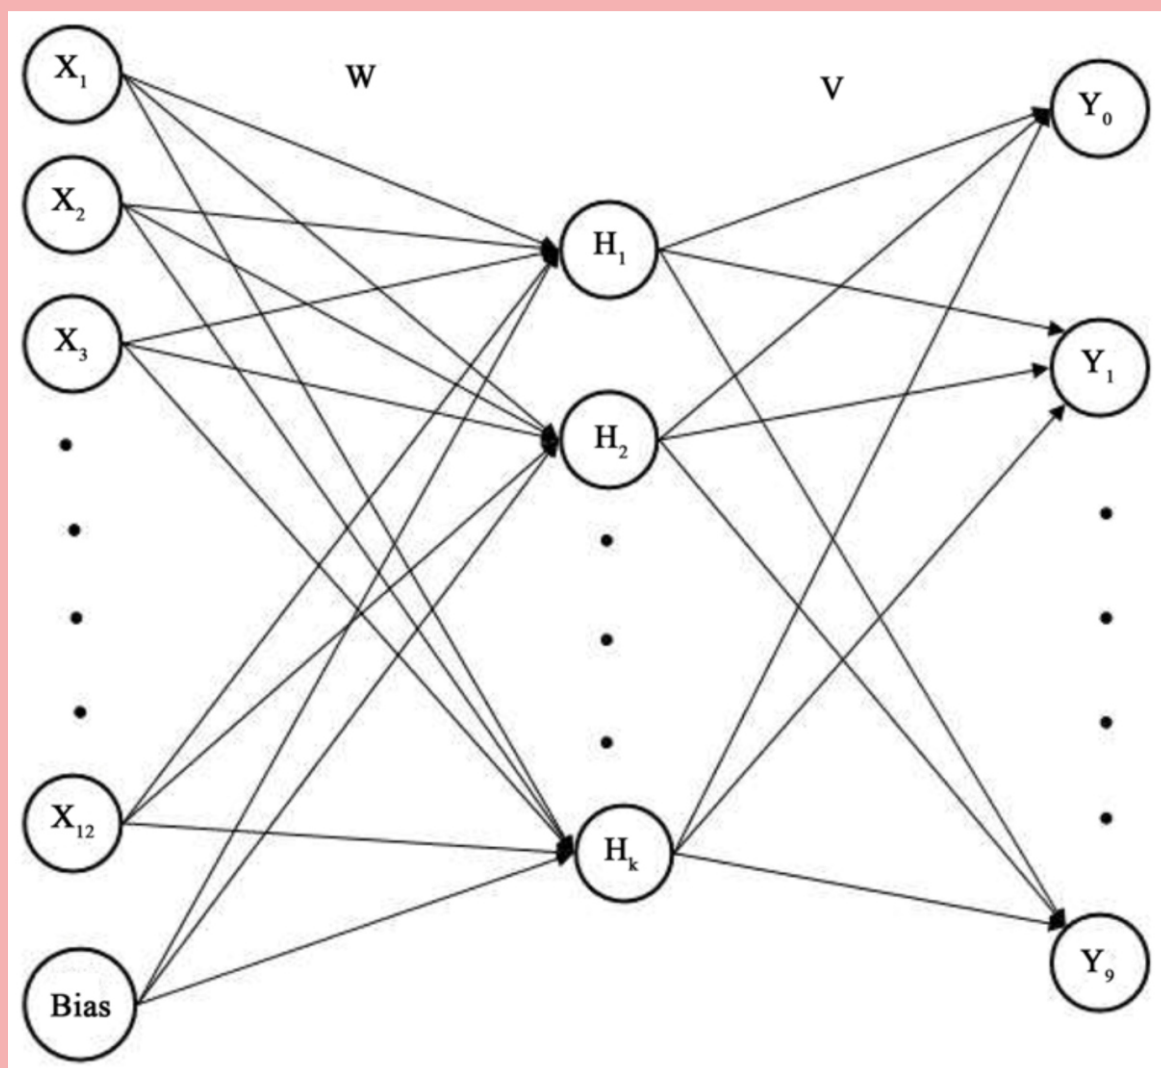 W
V
X₁
X₂
X₃
X₁₂
Bias
H₁
H₂
Hₖ
Y₀
Y₁
Y₉